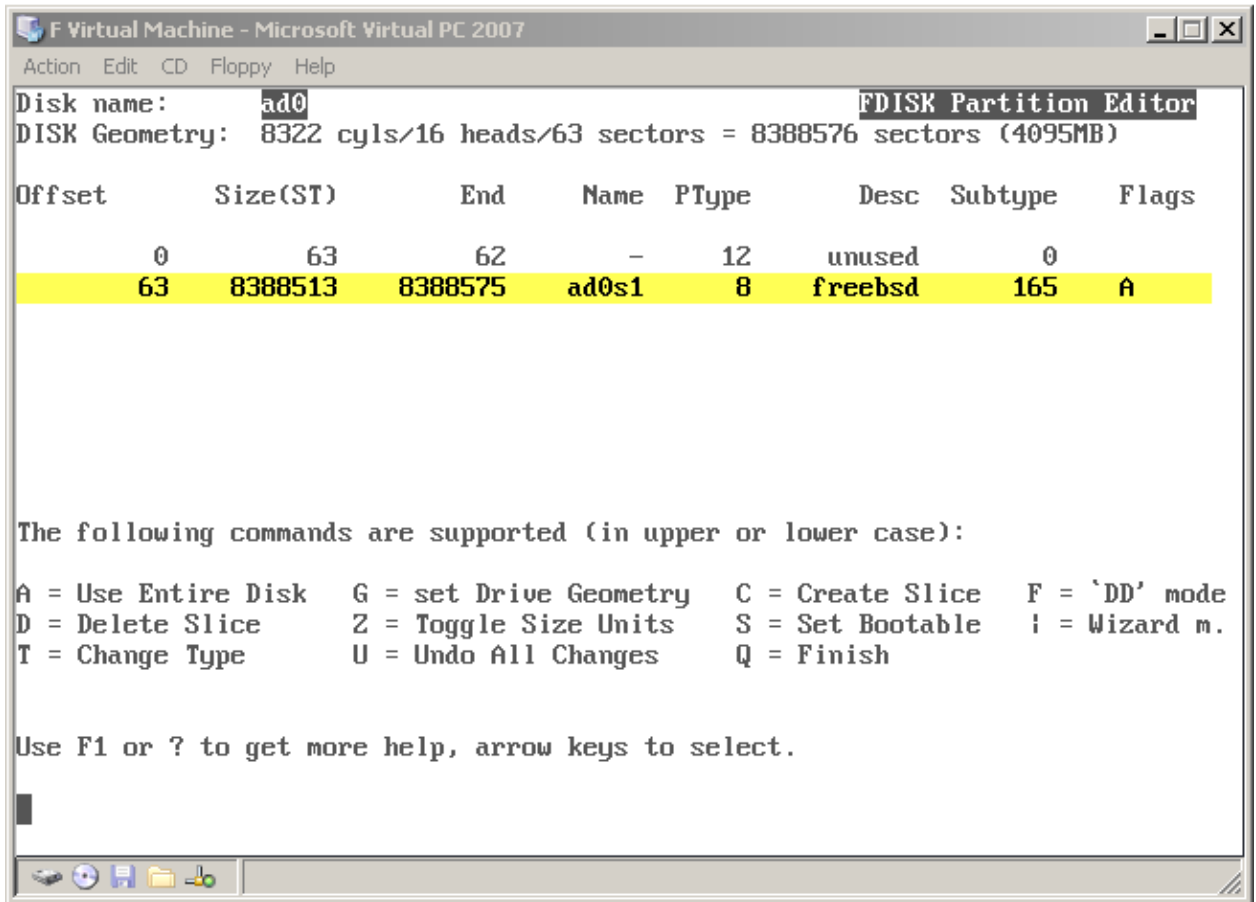 F Virtual Machine - Microsoft Virtual PC 2007
Action Edit CD Floppy Help
Disk name: ad0 FDISK Partition Editor
DISK Geometry: 8322 cyls/16 heads/63 sectors = 8388576 sectors (4095MB)
Offset Size(ST) End Name PType Desc Subtype Flags
0 63 62 - 12 unused 0
63 8388513 8388575 ad0s1 8 freebsd 165 A
The following commands are supported (in upper or lower case):
A = Use Entire Disk G = set Drive Geometry C = Create Slice F = `DD' mode
D = Delete Slice Z = Toggle Size Units S = Set Bootable | = Wizard m.
T = Change Type U = Undo All Changes Q = Finish
Use F1 or ? to get more help, arrow keys to select.